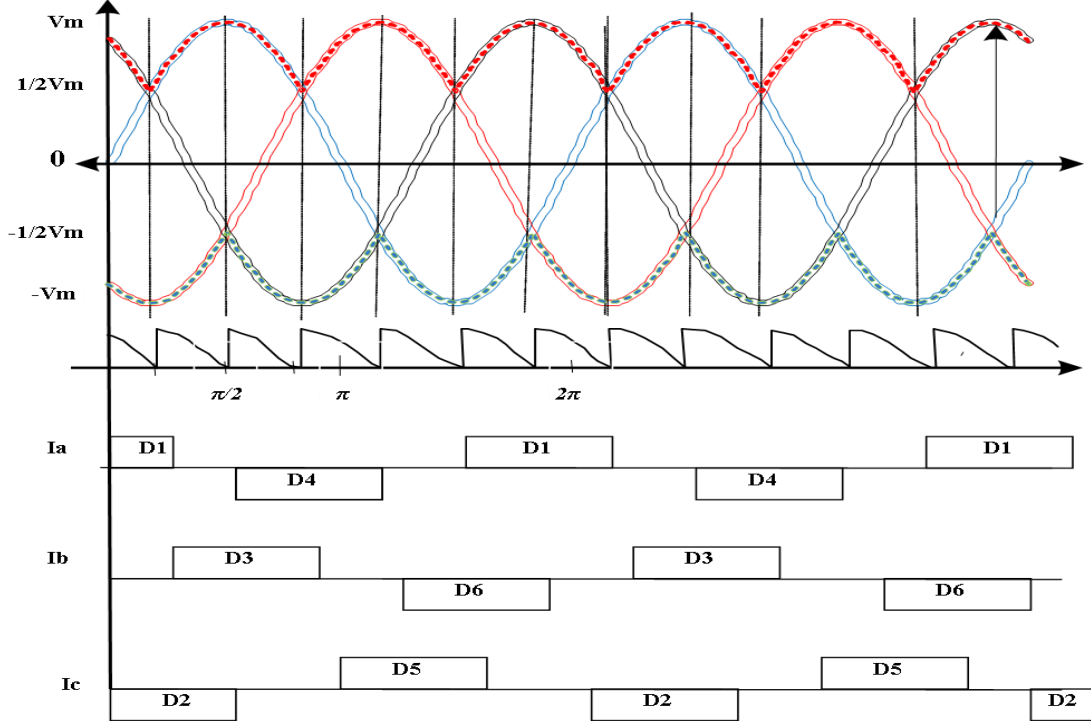 Vm
1/2Vm
0
-1/2Vm
-Vm
π/2 π 2π
Ia D1 D1 D1
D4 D4
Ib D3 D3
D6 D6
D5 D5
Ic
D2 D2 D2